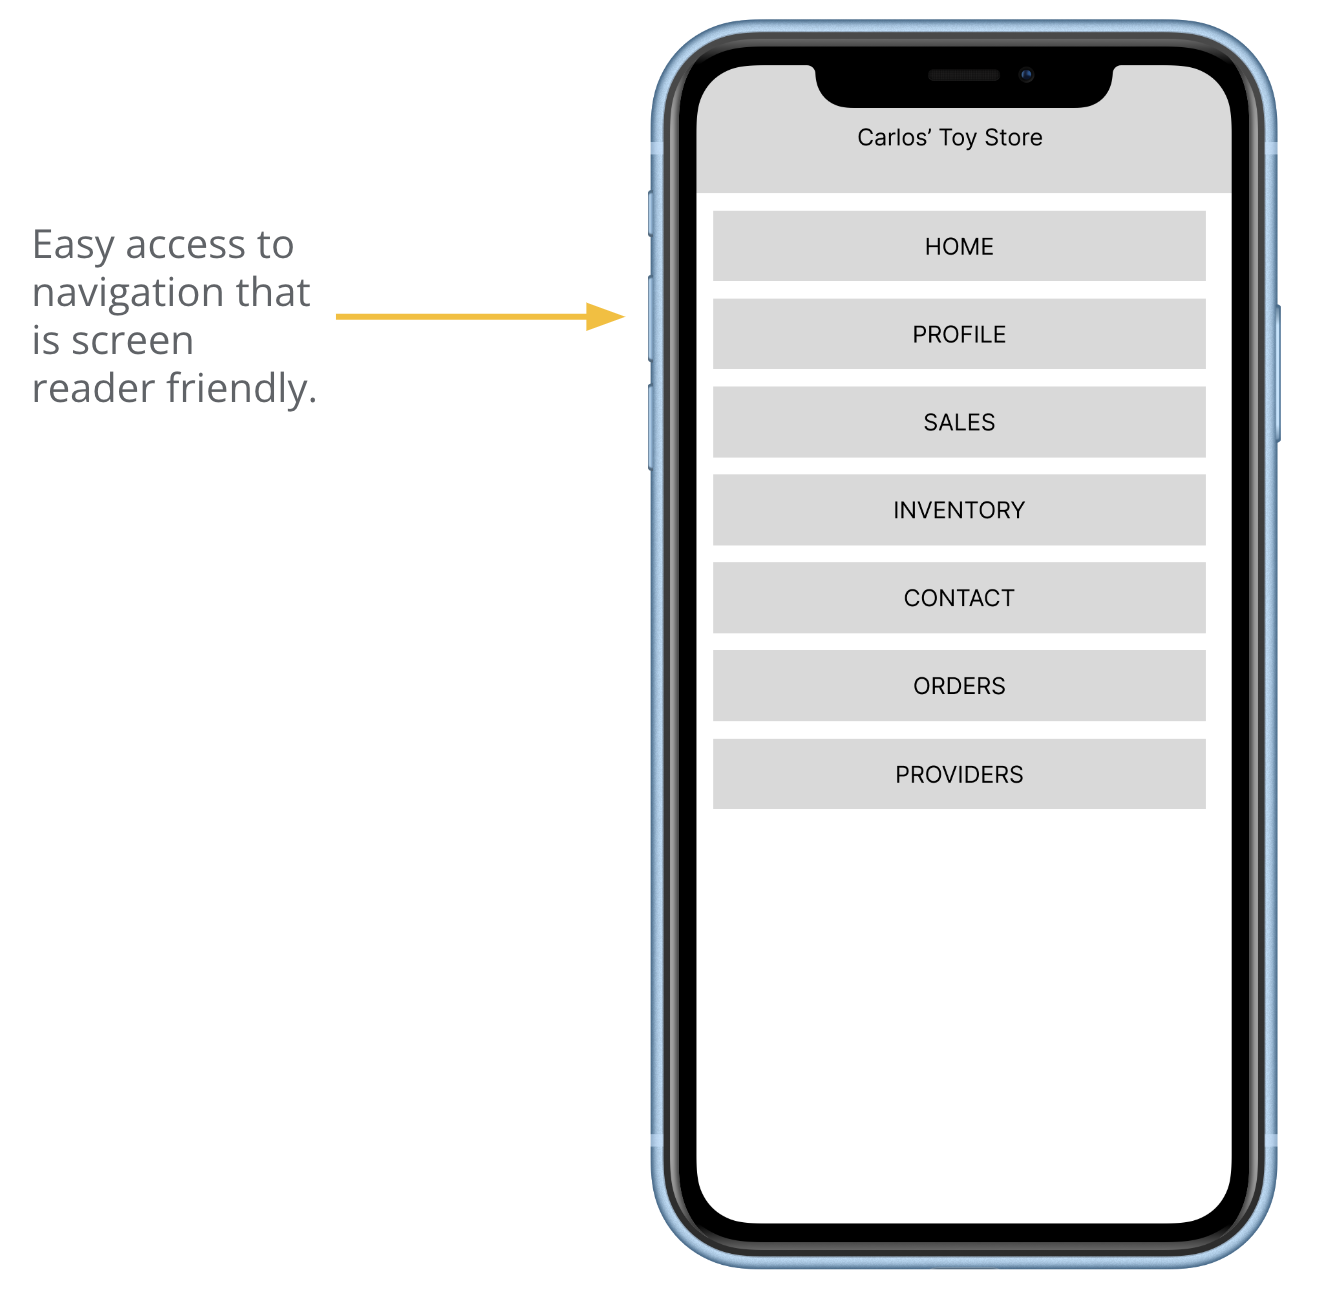 Easy access to
navigation that
is screen
reader friendly.
Carlos’ Toy Store
HOME
PROFILE
SALES
INVENTORY
CONTACT
ORDERS
PROVIDERS